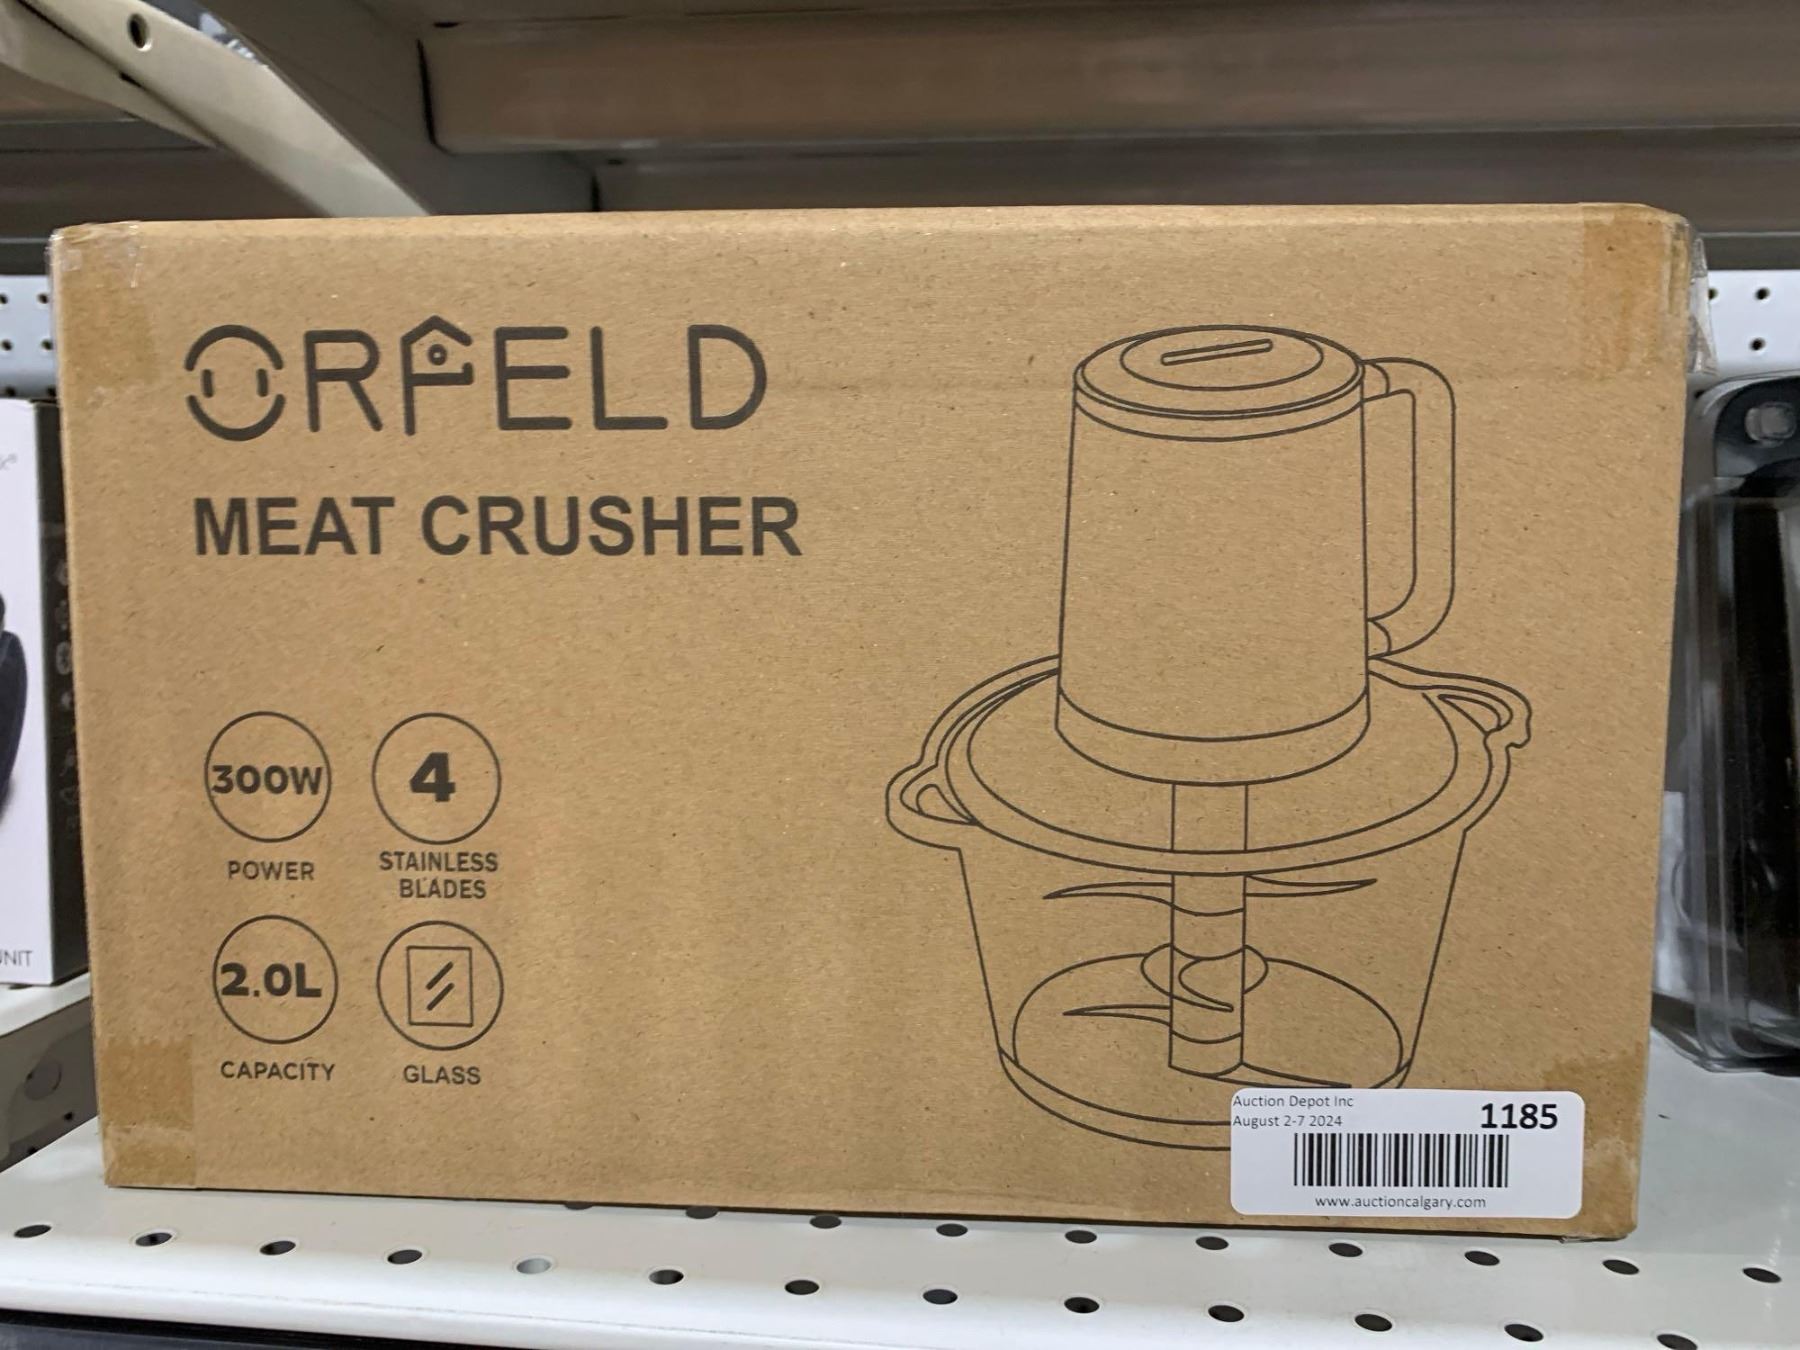 ORFELD
MEAT CRUSHER
300W
POWER
4
STAINLESS
BLADES
2.0L
CAPACITY
GLASS
Auction Depot Inc
August 2-7 2024
1185
www.auctioncalgary.com
UNIT